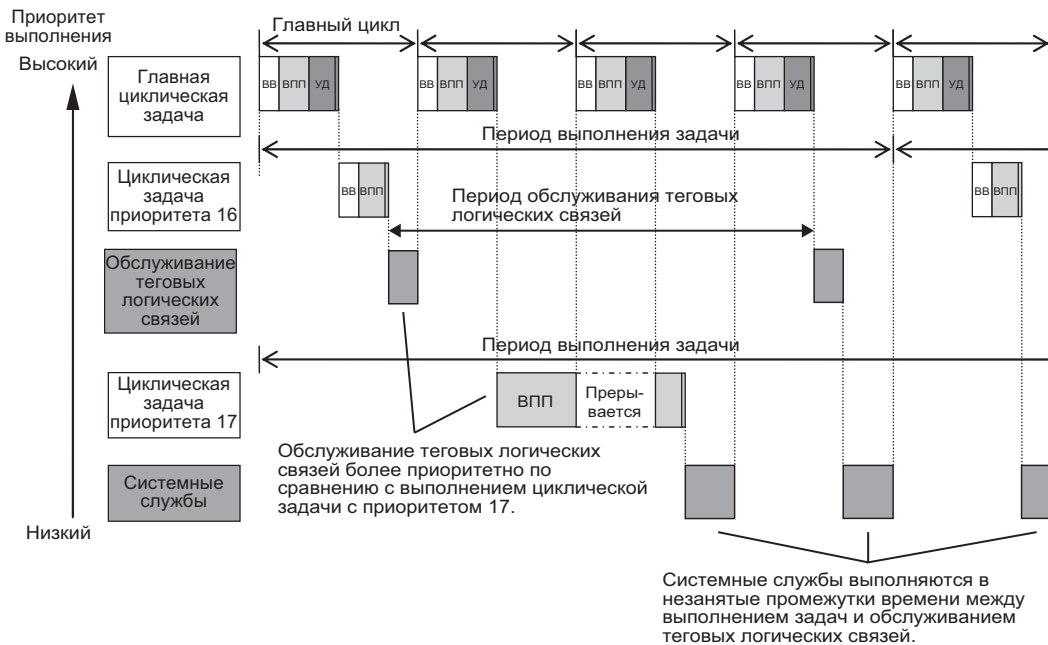 Приоритет
выполнения
Высокий
Главный цикл
Главная
циклическая
задача
ВВ ВПП УД
ВВ ВПП УД
ВВ ВПП УД
ВВ ВПП УД
ВВ ВПП УД
Период выполнения задачи
Циклическая
задача
приоритета 16
ВВ ВПП
ВВ ВПП
Период обслуживания теговых
логических связей
Обслуживание
теговых
логических
связей
Период выполнения задачи
Циклическая
задача
приоритета 17
ВПП
Преры-
вается
Обслуживание теговых логических
связей более приоритетно по
сравнению с выполнением циклической
задачи с приоритетом 17.
Системные
службы
Низкий
Системные службы выполняются в
незанятые промежутки времени между
выполнением задач и обслуживанием
теговых логических связей.